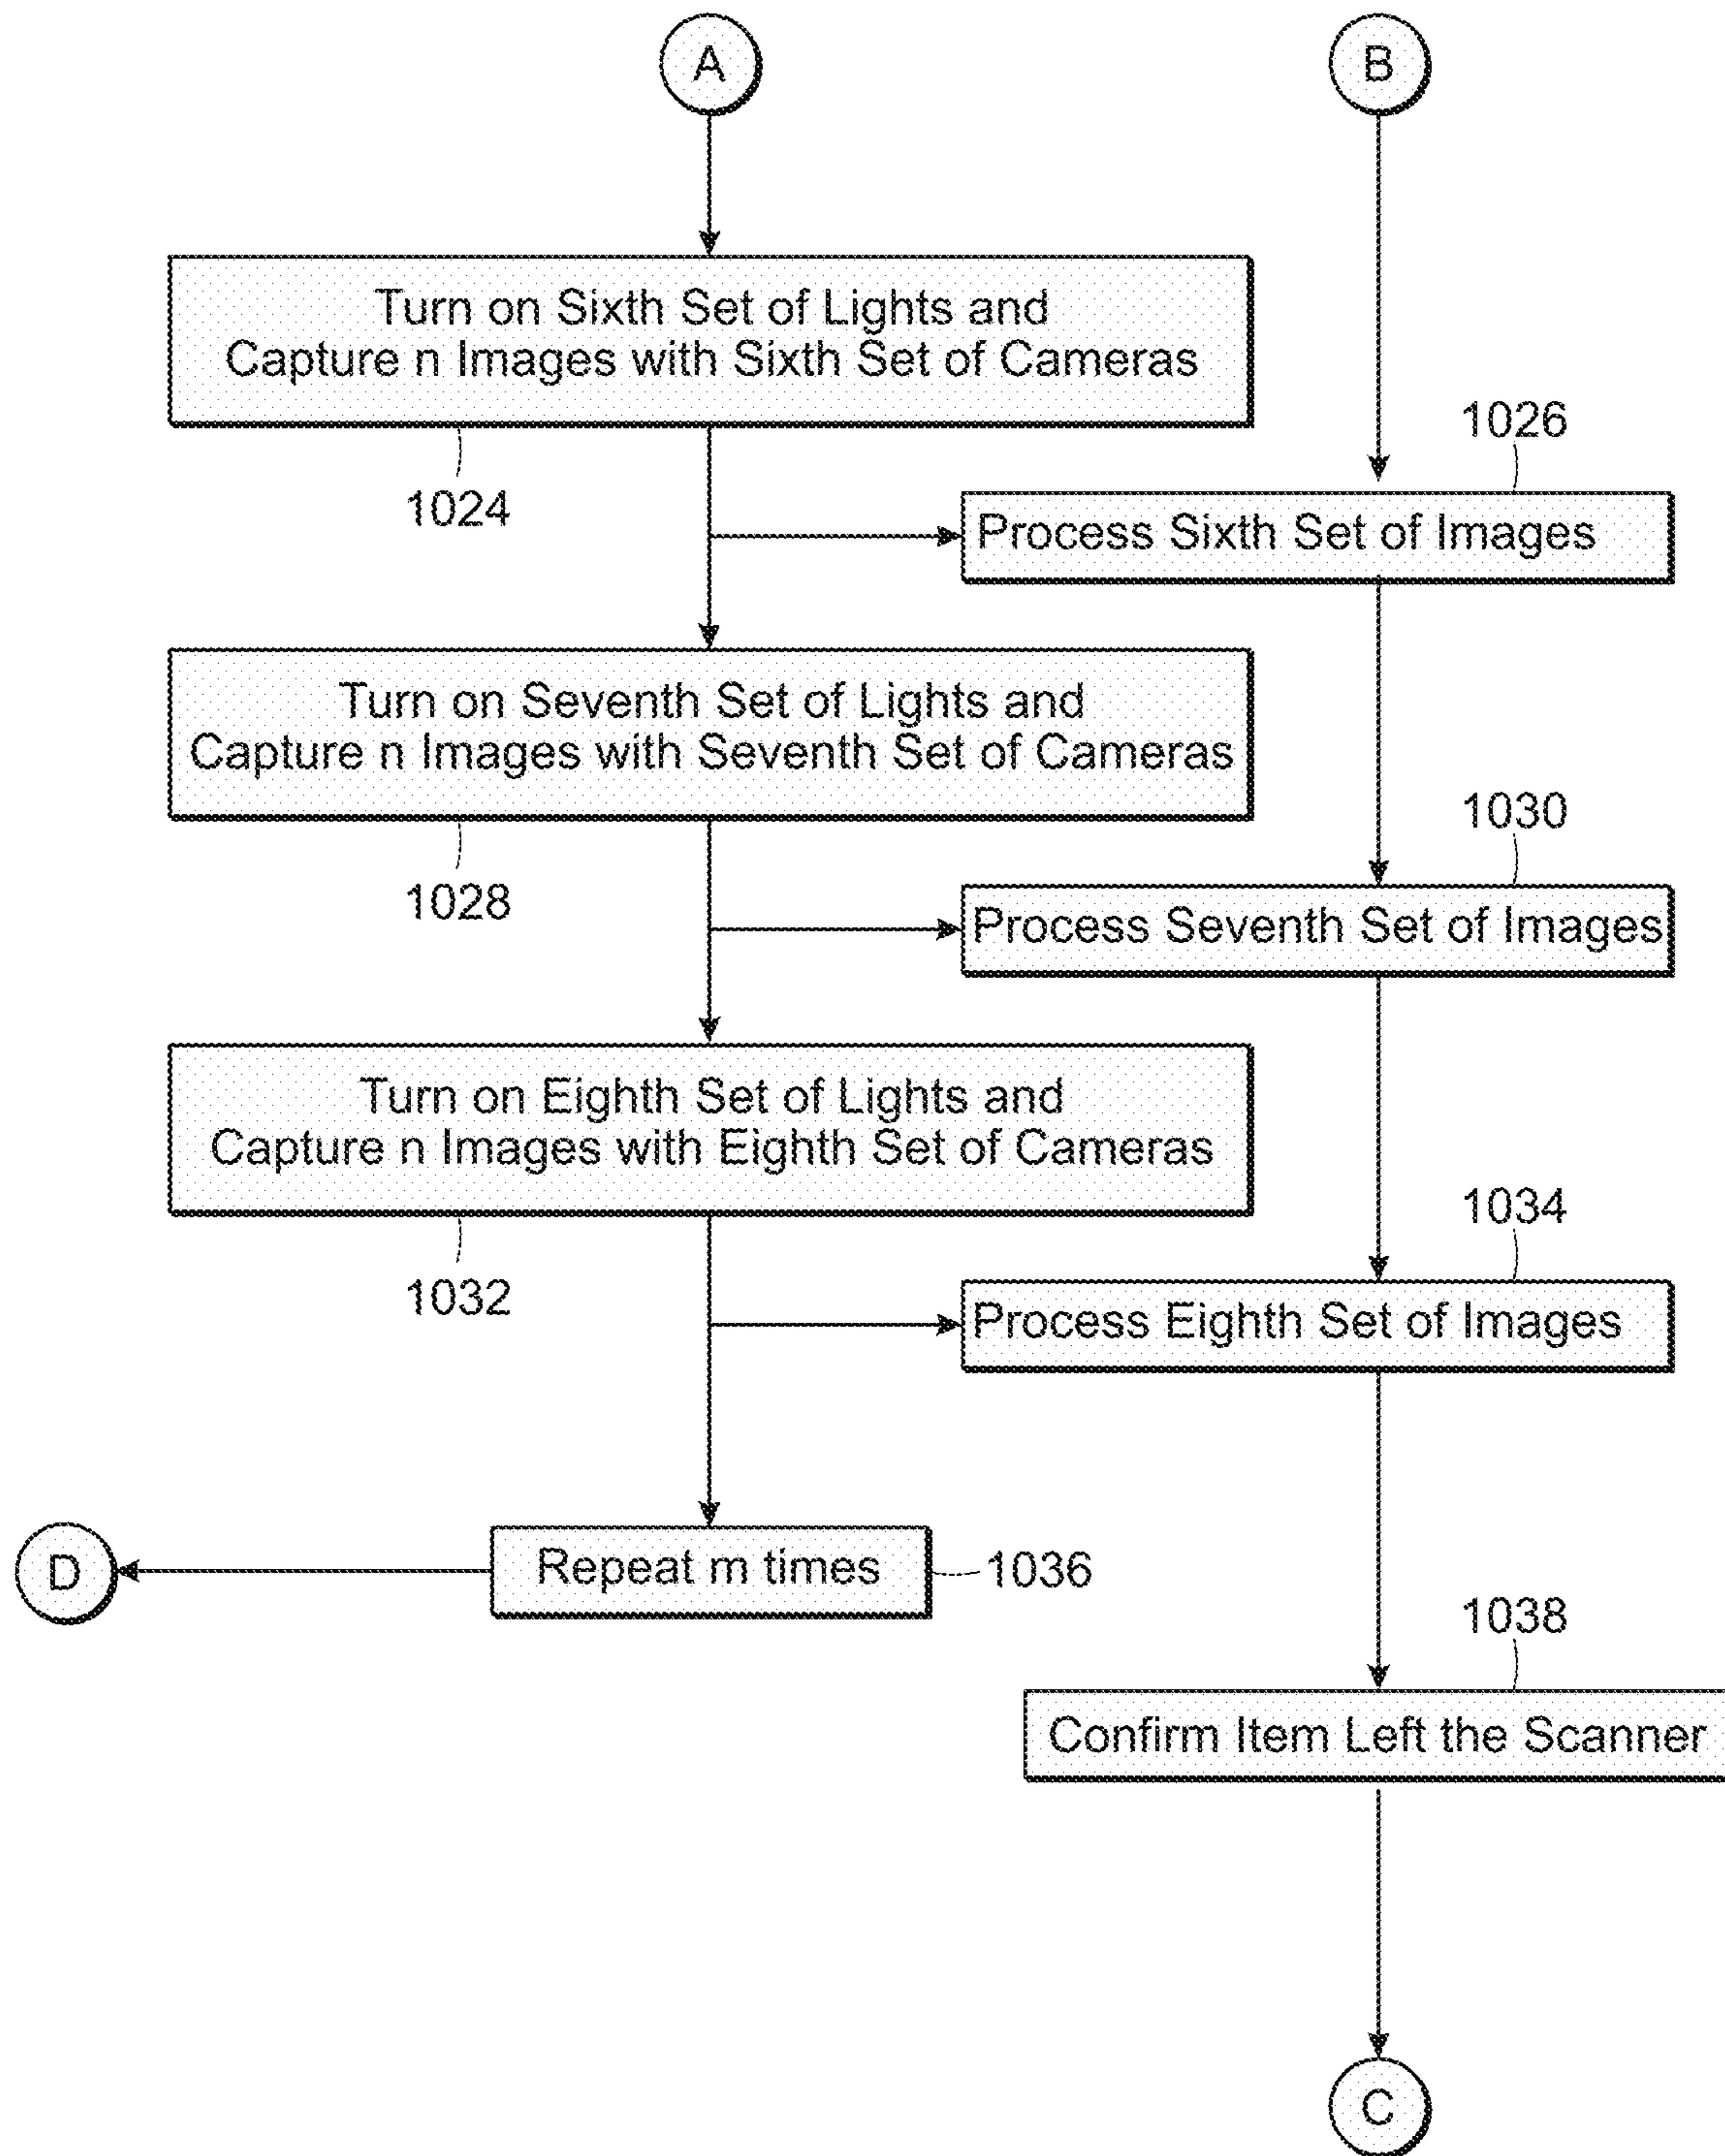 A
B
Turn on Sixth Set of Lights and
Capture n Images with Sixth Set of Cameras
1024
1026
Process Sixth Set of Images
Turn on Seventh Set of Lights and
Capture n Images with Seventh Set of Cameras
1028
1030
Process Seventh Set of Images
Turn on Eighth Set of Lights and
Capture n Images with Eighth Set of Cameras
1032
1034
Process Eighth Set of Images
D
Repeat m times
1036
1038
Confirm Item Left the Scanner
C